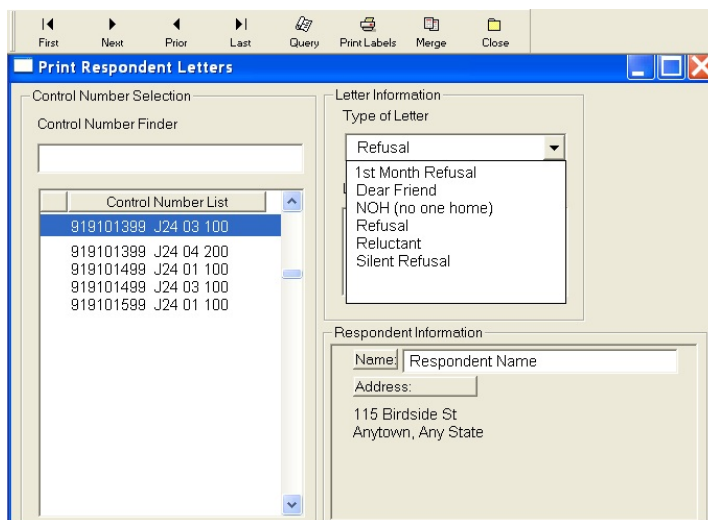 First Next Prior Last Query Print Labels Merge Close
Print Respondent Letters
Control Number Selection
Control Number Finder
Control Number List
919101399 J24 03 100
919101399 J24 04 200
919101499 J24 01 100
919101499 J24 03 100
919101599 J24 01 100
Letter Information
Type of Letter
Refusal
1st Month Refusal
Dear Friend
NOH (no one home)
Refusal
Reluctant
Silent Refusal
Respondent Information
Name: Respondent Name
Address:
115 Birdside St
Anytown, Any State